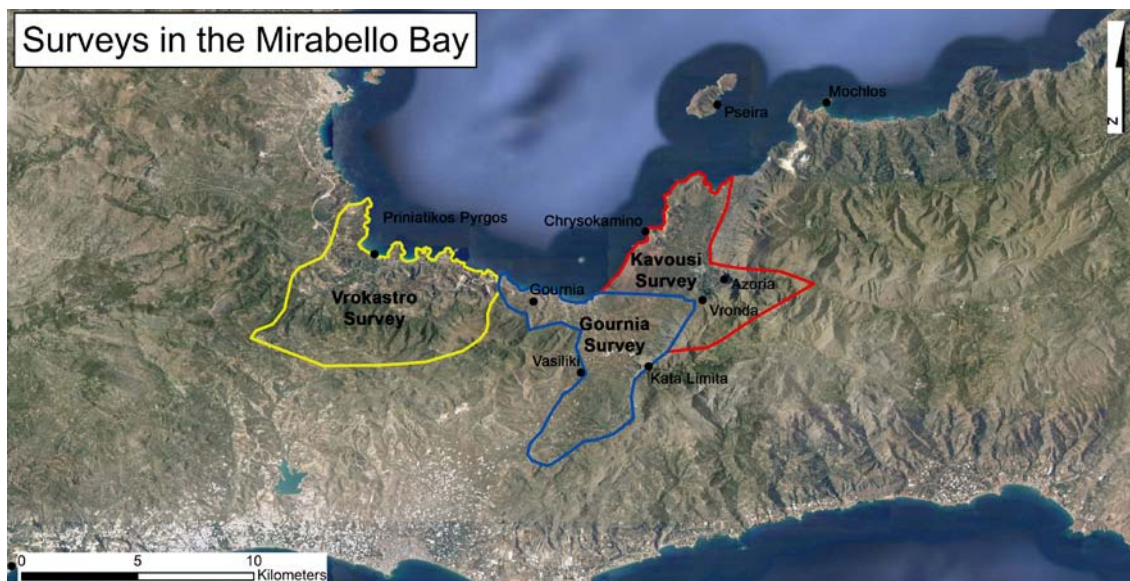 Surveys in the Mirabello Bay
N
Mochlos
Pseira
Priniatikos Pyrgos
Chrysokamino
Kavousi
Survey
Azoria
Vrokastro
Survey
Gournia
Vronda
Gournia
Survey
Vasiliki
Kata Limita
0 5 10
Kilometers